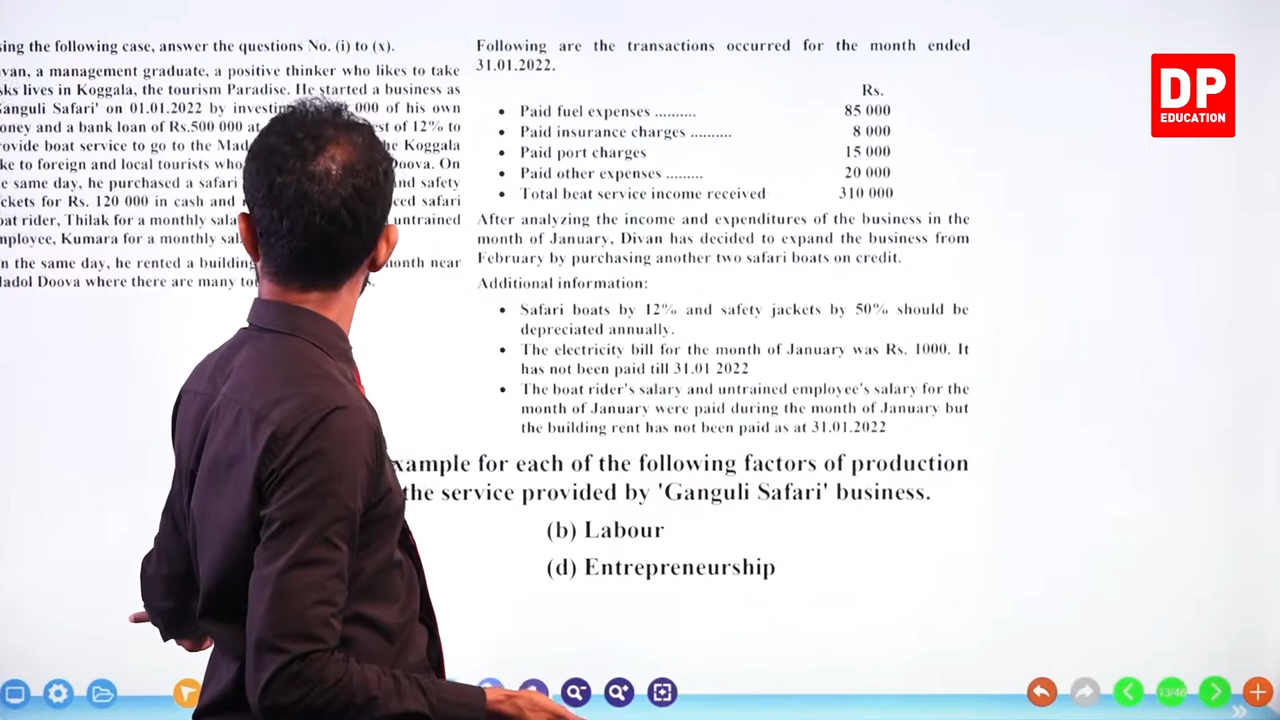 ing the following case, answer the questions No. (i) to (x).
van, a management graduate, a positive thinker who likes to take
sks lives in Koggala, the tourism Paradise. He started a business as
anguli Safari' on 01.01.2022 by investin 000 of his own
oney and a bank loan of Rs.500 000 at st of 12% to
rovide boat service to go to the Mad he Koggala
ke to foreign and local tourists who Doova. On
e same day, he purchased a safari and safety
ckets for Rs. 120 000 in cash and ced safari
oat rider, Thilak for a monthly sala untrained
mployee, Kumara for a monthly sal
n the same day, he rented a building onth near
adol Doova where there are many to s.
Following are the transactions occurred for the month ended
31.01.2022.
Rs.
• Paid fuel expenses .......... 85 000
• Paid insurance charges .......... 8 000
• Paid port charges 15 000
• Paid other expenses ......... 20 000
• Total beat service income received 310 000
After analyzing the income and expenditures of the business in the
month of January, Divan has decided to expand the business from
February by purchasing another two safari boats on credit.
Additional information:
• Safari boats by 12% and safety jackets by 50% should be
depreciated annually.
• The electricity bill for the month of January was Rs. 1000. It
has not been paid till 31.01 2022
• The boat rider's salary and untrained employee's salary for the
month of January were paid during the month of January but
the building rent has not been paid as at 31.01.2022
xample for each of the following factors of production
the service provided by 'Ganguli Safari' business.
(b) Labour
(d) Entrepreneurship
DP
EDUCATION
13/46